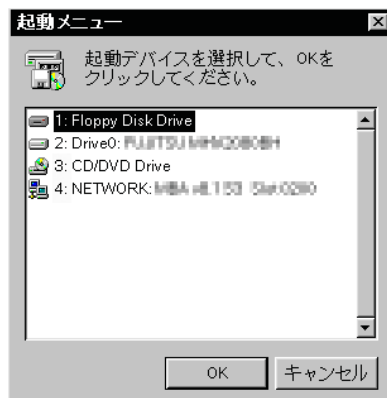 起動メニュー
起動デバイスを選択して、OKを
クリックしてください。
1: Floppy Disk Drive
2: Drive0:
3: CD/DVD Drive
4: NETWORK:
OK
キャンセル